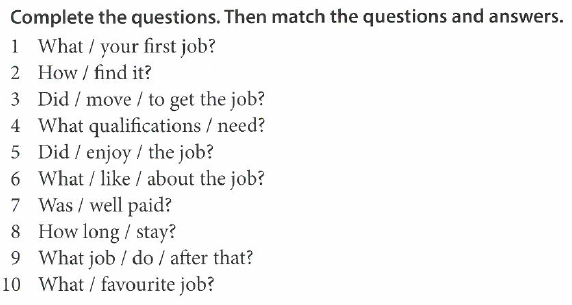 Complete the questions. Then match the questions and answers.
1 What / your first job?
2 How / find it?
3 Did / move / to get the job?
4 What qualifications / need?
5 Did / enjoy / the job?
6 What / like / about the job?
7 Was / well paid?
8 How long / stay?
9 What job / do / after that?
10 What / favourite job?